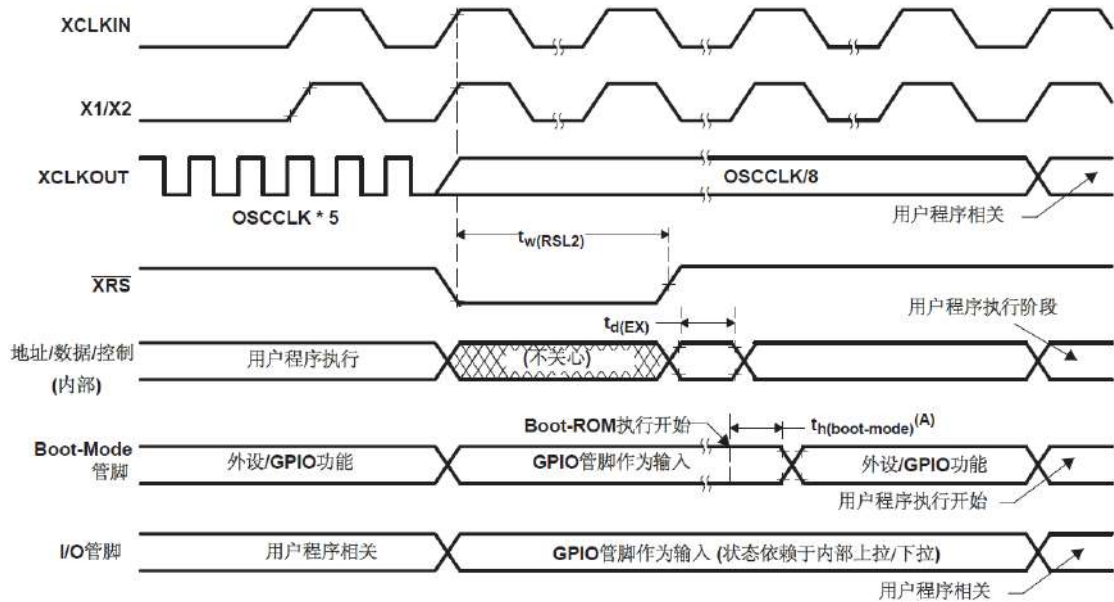 XCLKIN
X1/X2
XCLKOUT
OSCCLK/8
用户程序相关
OSCCLK * 5
tw(RSL2)
XRS
用户程序执行阶段
td(EX)
地址/数据/控制
(内部)
用户程序执行
(不关心)
Boot-ROM执行开始
th(boot-mode)(A)
Boot-Mode
管脚
外设/GPIO功能
GPIO管脚作为输入
外设/GPIO功能
用户程序执行开始
I/O管脚
用户程序相关
GPIO管脚作为输入 (状态依赖于内部上拉/下拉)
用户程序相关